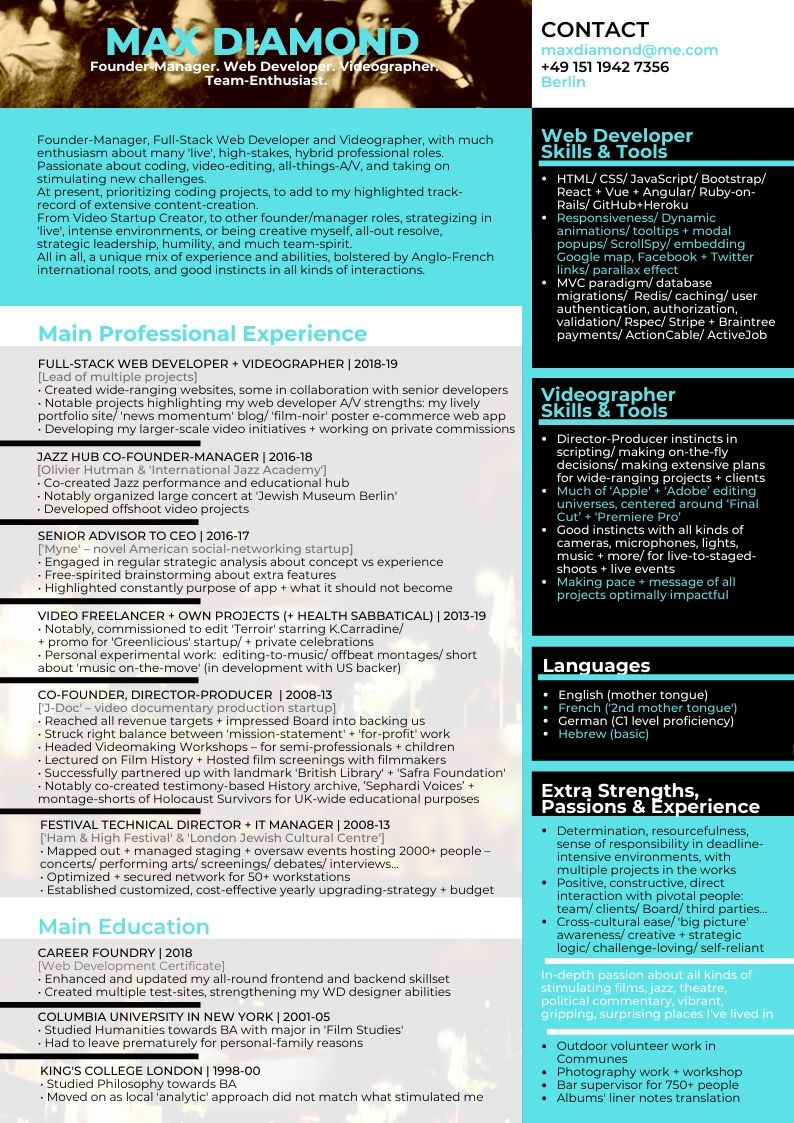 MAX DIAMOND
Founder-Manager. Web Developer. Videographer.
Team-Enthusiast.
CONTACT
maxdiamond@me.com
+49 151 1942 7356
Berlin
Founder-Manager, Full-Stack Web Developer and Videographer, with much
enthusiasm about many 'live', high-stakes, hybrid professional roles.
Passionate about coding, video-editing, all-things-A/V, and taking on
stimulating new challenges.
At present, prioritizing coding projects, to add to my highlighted track-
record of extensive content-creation.
From Video Startup Creator, to other founder/manager roles, strategizing in
'live', intense environments, or being creative myself, all-out resolve,
strategic leadership, humility, and much team-spirit.
All in all, a unique mix of experience and abilities, bolstered by Anglo-French
international roots, and good instincts in all kinds of interactions.
Main Professional Experience
FULL-STACK WEB DEVELOPER + VIDEOGRAPHER | 2018-19
[Lead of multiple projects]
· Created wide-ranging websites, some in collaboration with senior developers
· Notable projects highlighting my web developer A/V strengths: my lively
portfolio site/ 'news momentum' blog/ 'film-noir' poster e-commerce web app
· Developing my larger-scale video initiatives + working on private commissions
JAZZ HUB CO-FOUNDER-MANAGER | 2016-18
[Olivier Hutman & 'International Jazz Academy']
· Co-created Jazz performance and educational hub
· Notably organized large concert at 'Jewish Museum Berlin'
· Developed offshoot video projects
SENIOR ADVISOR TO CEO | 2016-17
['Myne' – novel American social-networking startup]
· Engaged in regular strategic analysis about concept vs experience
· Free-spirited brainstorming about extra features
· Highlighted constantly purpose of app + what it should not become
VIDEO FREELANCER + OWN PROJECTS (+ HEALTH SABBATICAL) | 2013-19
· Notably, commissioned to edit 'Terroir' starring K.Carradine/
+ promo for 'Greenlicious' startup/ + private celebrations
· Personal experimental work: editing-to-music/ offbeat montages/ short
about 'music on-the-move' (in development with US backer)
CO-FOUNDER, DIRECTOR-PRODUCER | 2008-13
['J-Doc' – video documentary production startup]
· Reached all revenue targets + impressed Board into backing us
· Struck right balance between 'mission-statement' + 'for-profit' work
· Headed Videomaking Workshops – for semi-professionals + children
· Lectured on Film History + Hosted film screenings with filmmakers
· Successfully partnered up with landmark 'British Library' + 'Safra Foundation'
· Notably co-created testimony-based History archive, 'Sephardi Voices' +
montage-shorts of Holocaust Survivors for UK-wide educational purposes
FESTIVAL TECHNICAL DIRECTOR + IT MANAGER | 2008-13
['Ham & High Festival' & 'London Jewish Cultural Centre']
· Mapped out + managed staging + oversaw events hosting 2000+ people –
concerts/ performing arts/ screenings/ debates/ interviews...
· Optimized + secured network for 50+ workstations
· Established customized, cost-effective yearly upgrading-strategy + budget
Main Education
CAREER FOUNDRY | 2018
[Web Development Certificate]
· Enhanced and updated my all-round frontend and backend skillset
· Created multiple test-sites, strengthening my WD designer abilities
COLUMBIA UNIVERSITY IN NEW YORK | 2001-05
· Studied Humanities towards BA with major in 'Film Studies'
· Had to leave prematurely for personal-family reasons
KING'S COLLEGE LONDON | 1998-00
· Studied Philosophy towards BA
· Moved on as local 'analytic' approach did not match what stimulated me
Web Developer
Skills & Tools
• HTML/ CSS/ JavaScript/ Bootstrap/
React + Vue + Angular/ Ruby-on-
Rails/ GitHub+Heroku
• Responsiveness/ Dynamic
animations/ tooltips + modal
popups/ ScrollSpy/ embedding
Google map, Facebook + Twitter
links/ parallax effect
• MVC paradigm/ database
migrations/ Redis/ caching/ user
authentication, authorization,
validation/ Rspec/ Stripe + Braintree
payments/ ActionCable/ ActiveJob
Videographer
Skills & Tools
• Director-Producer instincts in
scripting/ making on-the-fly
decisions/ making extensive plans
for wide-ranging projects + clients
• Much of 'Apple' + 'Adobe' editing
universes, centered around 'Final
Cut' + 'Premiere Pro'
• Good instincts with all kinds of
cameras, microphones, lights,
music + more/ for live-to-staged-
shoots + live events
• Making pace + message of all
projects optimally impactful
Languages
• English (mother tongue)
• French ('2nd mother tongue')
• German (C1 level proficiency)
• Hebrew (basic)
Extra Strengths,
Passions & Experience
• Determination, resourcefulness,
sense of responsibility in deadline-
intensive environments, with
multiple projects in the works
• Positive, constructive, direct
interaction with pivotal people:
team/ clients/ Board/ third parties...
• Cross-cultural ease/ 'big picture'
awareness/ creative + strategic
logic/ challenge-loving/ self-reliant
In-depth passion about all kinds of
stimulating films, jazz, theatre,
political commentary, vibrant,
gripping, surprising places I've lived in
• Outdoor volunteer work in
Communes
• Photography work + workshop
• Bar supervisor for 750+ people
• Albums' liner notes translation